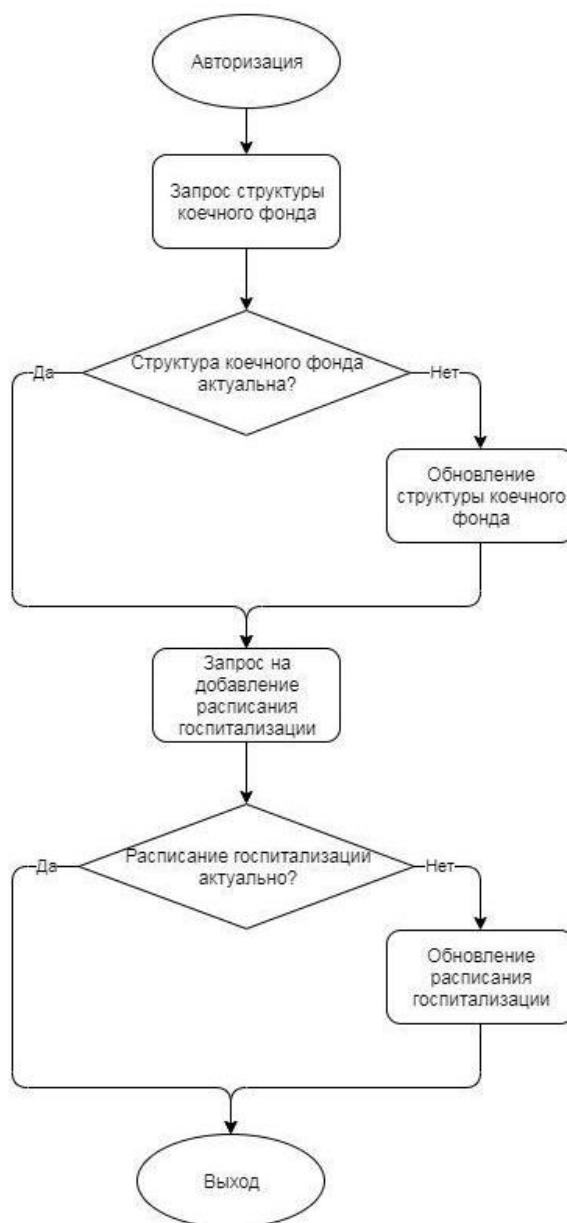 Авторизация
Запрос структуры
коечного фонда
Структура коечного фонда
актуальна?
Да
Нет
Обновление
структуры коечного
фонда
Запрос на
добавление
расписания
госпитализации
Расписание госпитализации
актуально?
Да
Нет
Обновление
расписания
госпитализации
Выход